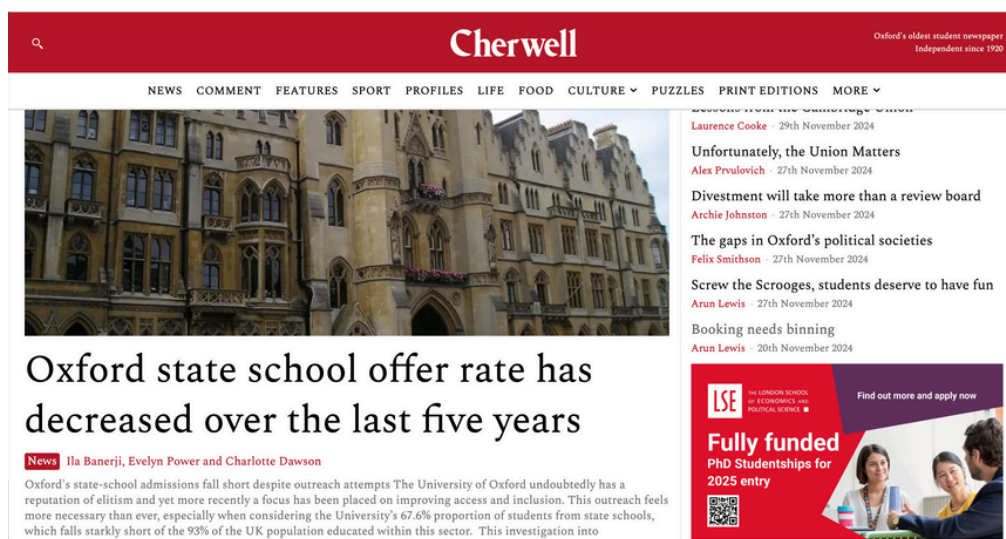 Cherwell
Oxford's oldest student newspaper
Independent since 1920
NEWS COMMENT FEATURES SPORT PROFILES LIFE FOOD CULTURE PUZZLES PRINT EDITIONS MORE
Oxford state school offer rate has
decreased over the last five years
News Ila Banerji, Evelyn Power and Charlotte Dawson
Oxford's state-school admissions fall short despite outreach attempts The University of Oxford undoubtedly has a
reputation of elitism and yet more recently a focus has been placed on improving access and inclusion. This outreach feels
more necessary than ever, especially when considering the University's 67.6% proportion of students from state schools,
which falls starkly short of the 93% of the UK population educated within this sector. This investigation into
Lessons from the Cambridge Union
Laurence Cooke - 29th November 2024
Unfortunately, the Union Matters
Alex Prvulovich - 27th November 2024
Divestment will take more than a review board
Archie Johnston - 27th November 2024
The gaps in Oxford's political societies
Felix Smithson - 27th November 2024
Screw the Scrooges, students deserve to have fun
Arun Lewis - 27th November 2024
Booking needs binning
Arun Lewis - 20th November 2024
LSE THE LONDON SCHOOL
OF ECONOMICS AND
POLITICAL SCIENCE
Find out more and apply now
Fully funded
PhD Studentships for
2025 entry